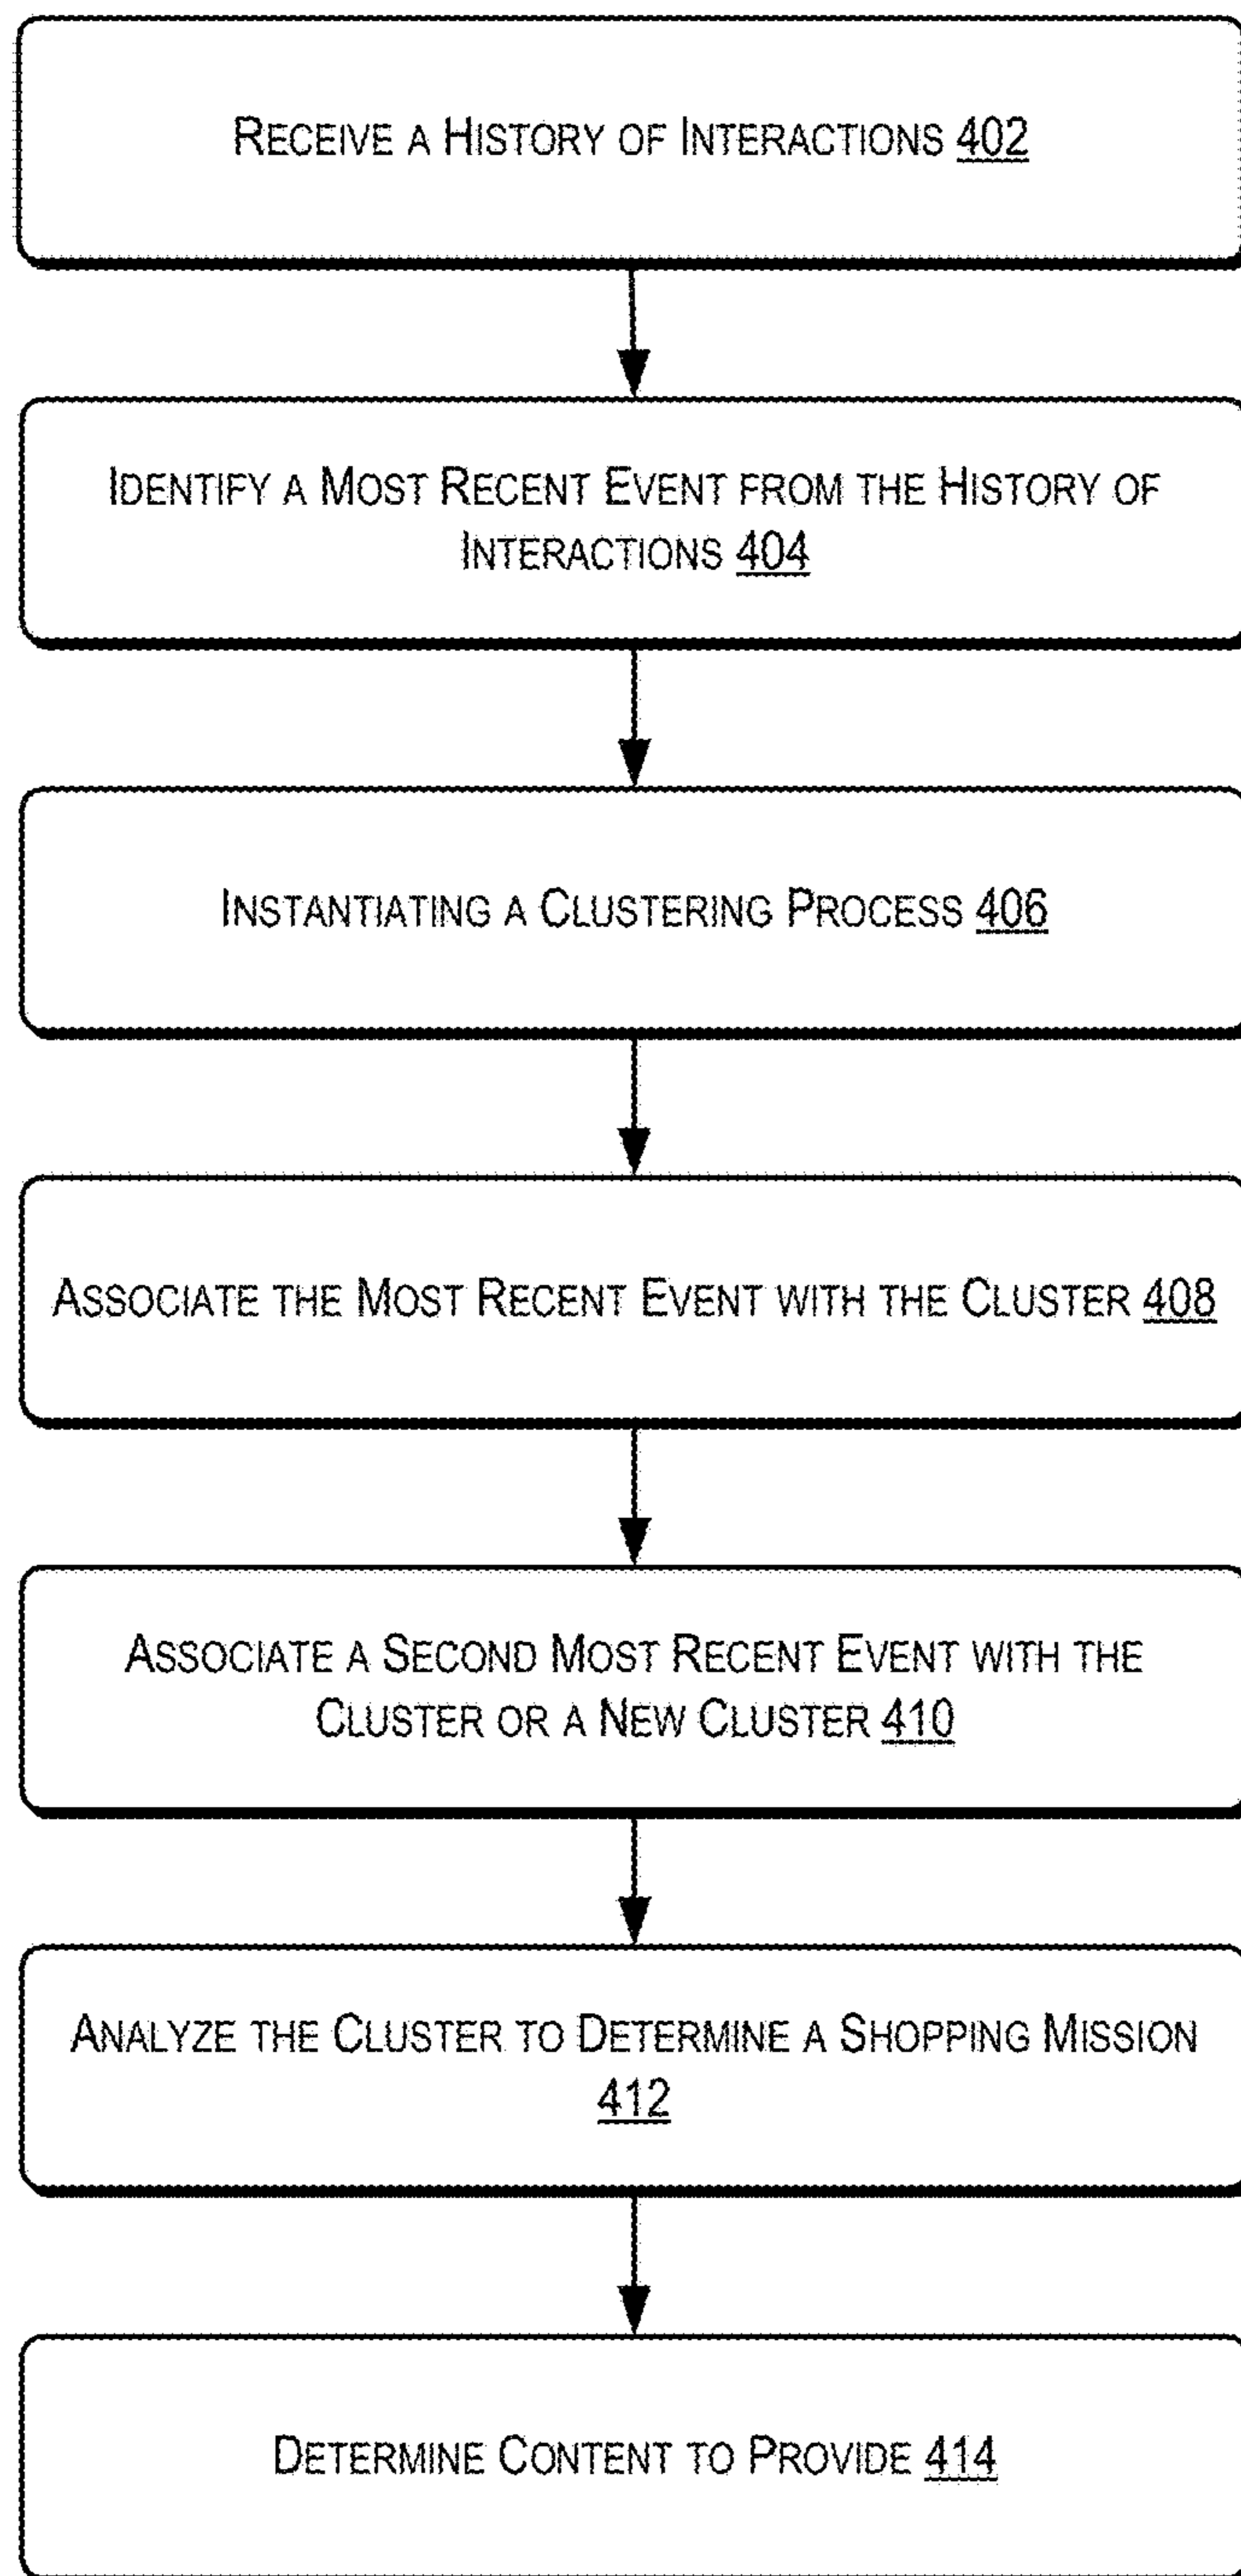 RECEIVE A HISTORY OF INTERACTIONS 402
IDENTIFY A MOST RECENT EVENT FROM THE HISTORY OF
INTERACTIONS 404
INSTANTIATING A CLUSTERING PROCESS 406
ASSOCIATE THE MOST RECENT EVENT WITH THE CLUSTER 408
ASSOCIATE A SECOND MOST RECENT EVENT WITH THE
CLUSTER OR A NEW CLUSTER 410
ANALYZE THE CLUSTER TO DETERMINE A SHOPPING MISSION
412
DETERMINE CONTENT TO PROVIDE 414